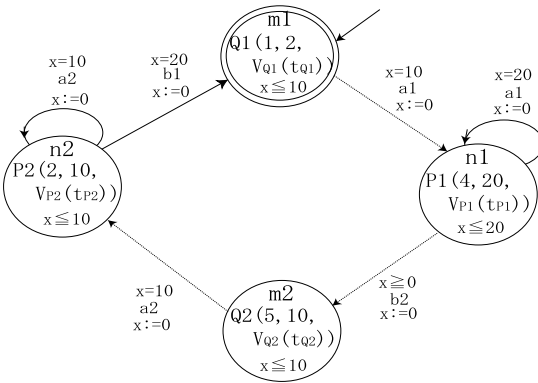 m1
Q1(1, 2,
VQ1(tQ1))
x≦10
x=10
a2
x:=0
x=20
b1
x:=0
x=10
a1
x:=0
x=20
a1
x:=0
n2
P2(2, 10,
VP2(tP2))
x≦10
n1
P1(4, 20,
VP1(tP1))
x≦20
x=10
a2
x:=0
x≧0
b2
x:=0
m2
Q2(5, 10,
VQ2(tQ2))
x≦10